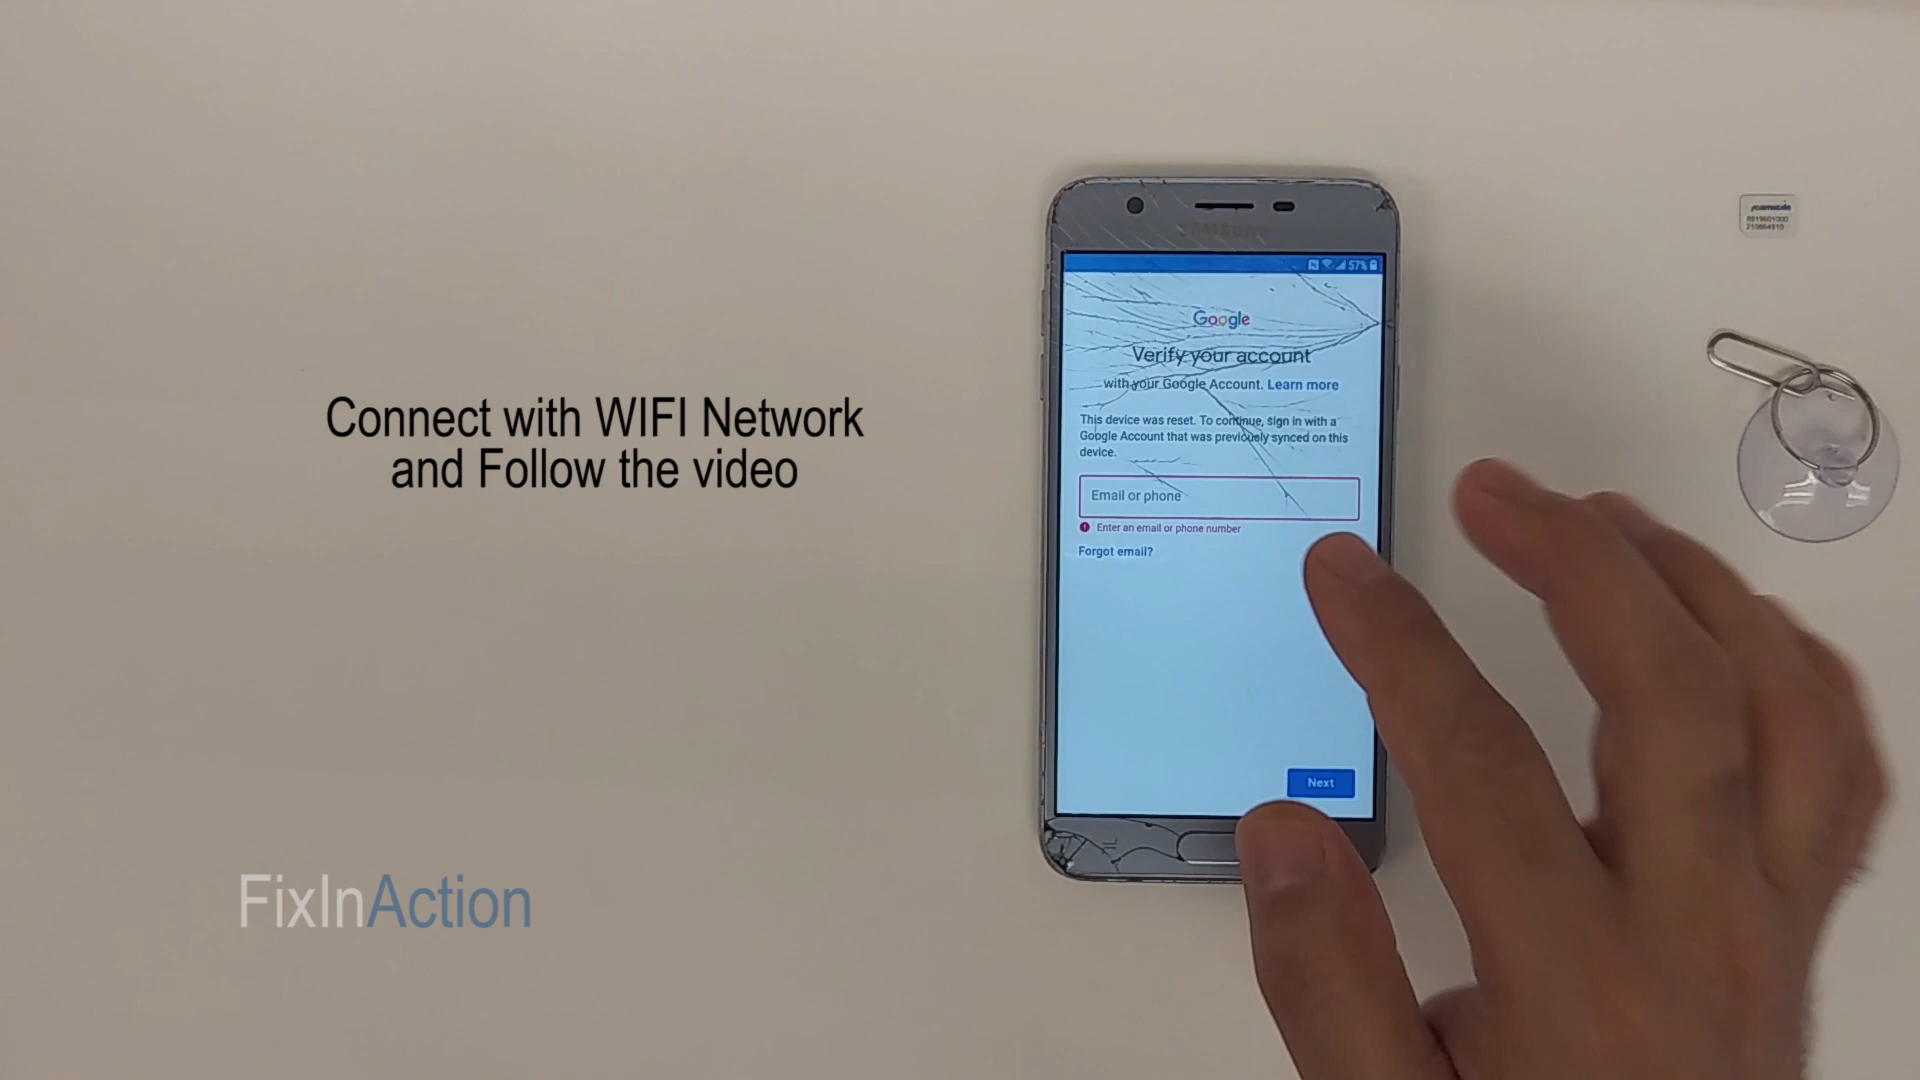 Connect with WIFI Network
and Follow the video
FixInAction
SAMSUNG
57%
Google
Verify your account
with your Google Account. Learn more
This device was reset. To continue, sign in with a
Google Account that was previously synced on this
device.
Email or phone
Enter an email or phone number
Forgot email?
Next